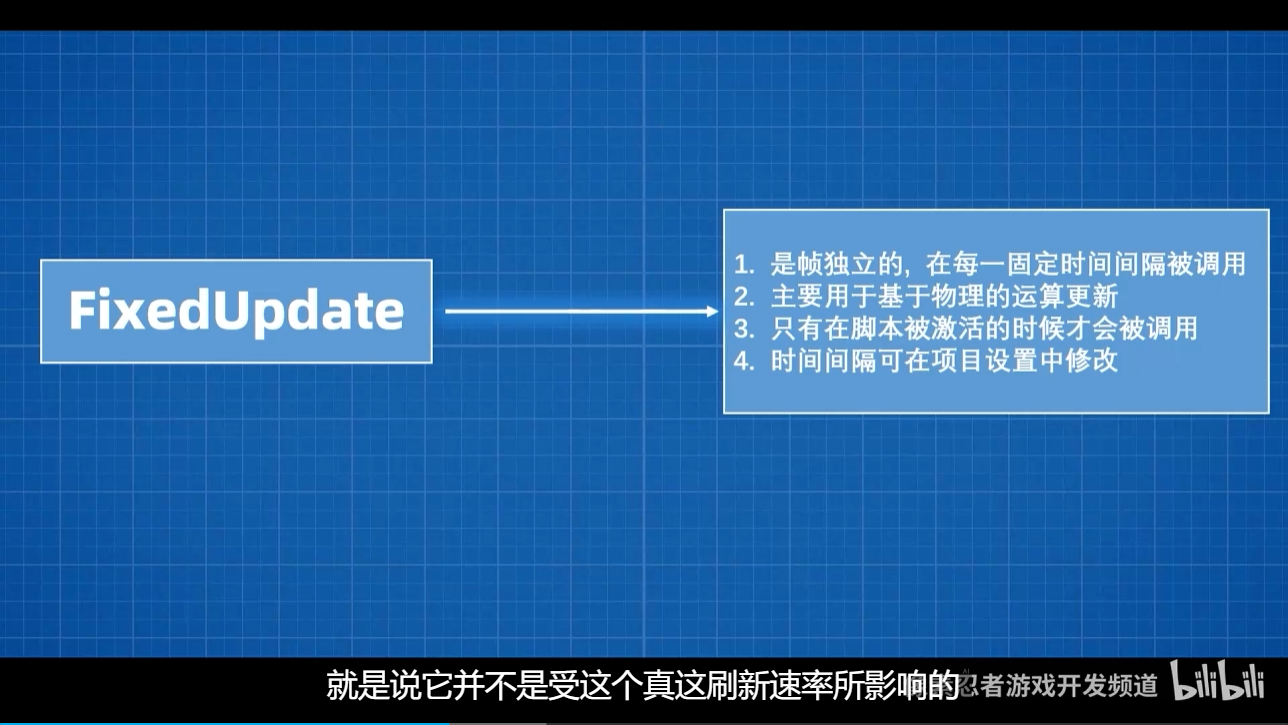 FixedUpdate
1. 是帧独立的, 在每一固定时间间隔被调用
2. 主要用于基于物理的运算更新
3. 只有在脚本被激活的时候才会被调用
4. 时间间隔可在项目设置中修改
就是说它并不是受这个真这刷新速率所影响的
忍者游戏开发频道
bilibili